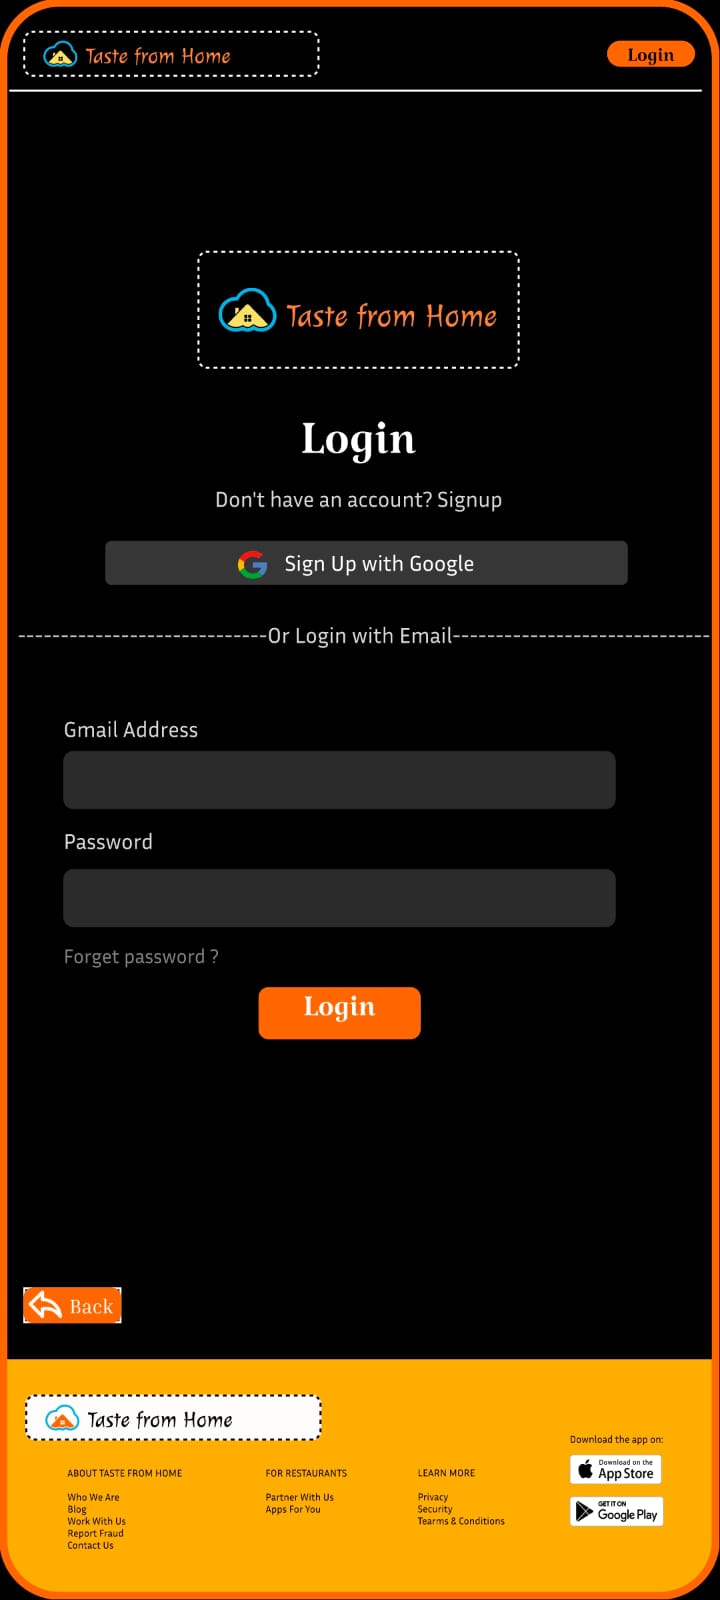 Taste from Home
Login
Taste from Home
Login
Don't have an account? Signup
Sign Up with Google
-----------------------------Or Login with Email------------------------------
Gmail Address
Password
Forget password ?
Login
Back
Taste from Home
Download the app on:
Download on the
App Store
GET IT ON
Google Play
ABOUT TASTE FROM HOME
Who We Are
Blog
Work With Us
Report Fraud
Contact Us
FOR RESTAURANTS
Partner With Us
Apps For You
LEARN MORE
Privacy
Security
Tearms & Conditions